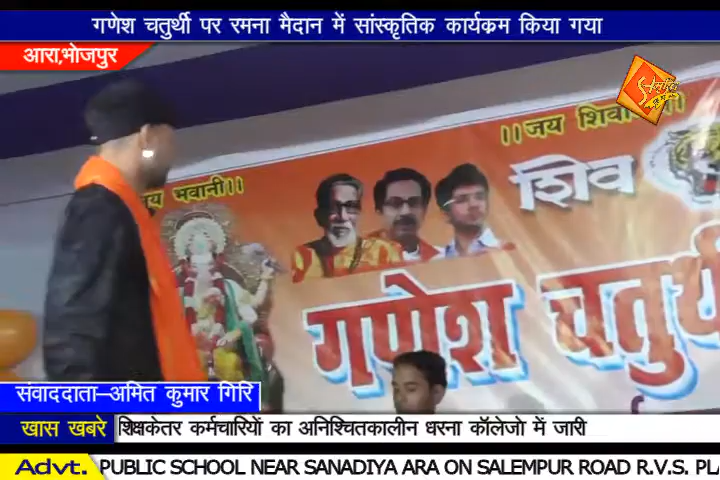 गणेश चतुर्थी पर रमना मैदान में सांस्कृतिक कार्यक्रम किया गया
आरा,भोजपुर
।।जय शिवा
जय भवानी।।
शिव
गणेश चतुर्थ
संवाददाता–अमित कुमार गिरि
खास खबरे शिक्षकेतर कर्मचारियों का अनिश्चितकालीन धरना कॉलेजो में जारी
Advt. PUBLIC SCHOOL NEAR SANADIYA ARA ON SALEMPUR ROAD R.V.S. PLA